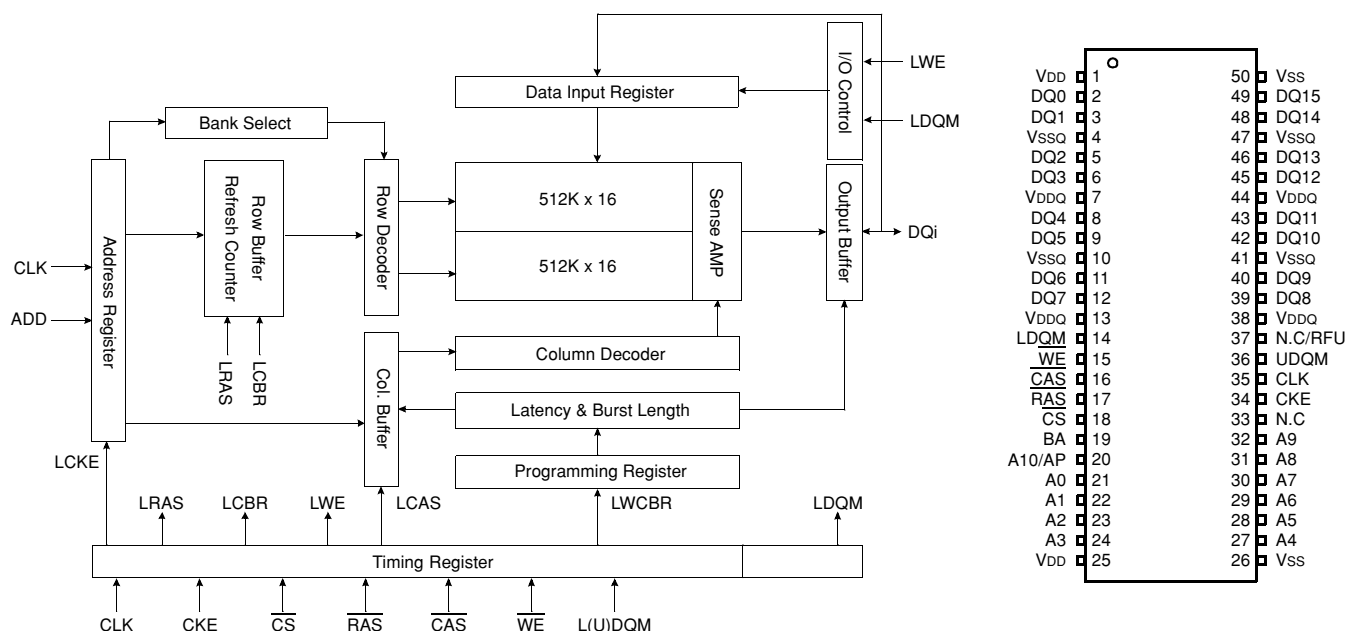 LWE
I/O Control
LDQM
Data Input Register
Bank Select
CLK
ADD
Address Register
Row Buffer
Refresh Counter
LRAS
LCBR
Row Decoder
512K x 16
512K x 16
Sense AMP
Output Buffer
DQi
Col. Buffer
Column Decoder
Latency & Burst Length
Programming Register
LCKE
LRAS
LCBR
LWE
LCAS
LWCBR
LDQM
Timing Register
CLK
CKE
CS
RAS
CAS
WE
L(U)DQM
VDD 1 50 VSS
DQ0 2 49 DQ15
DQ1 3 48 DQ14
VSSQ 4 47 VSSQ
DQ2 5 46 DQ13
DQ3 6 45 DQ12
VDDQ 7 44 VDDQ
DQ4 8 43 DQ11
DQ5 9 42 DQ10
VSSQ 10 41 VSSQ
DQ6 11 40 DQ9
DQ7 12 39 DQ8
VDDQ 13 38 VDDQ
LDQM 14 37 N.C/RFU
WE 15 36 UDQM
CAS 16 35 CLK
RAS 17 34 CKE
CS 18 33 N.C
BA 19 32 A9
A10/AP 20 31 A8
A0 21 30 A7
A1 22 29 A6
A2 23 28 A5
A3 24 27 A4
VDD 25 26 VSS